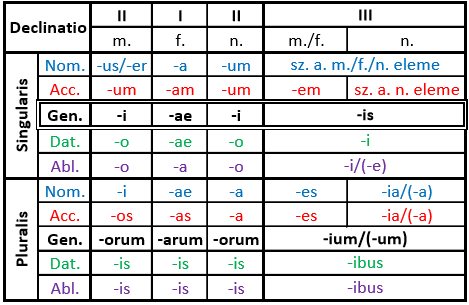 Declinatio II I II III
m. f. n. m./f. n.
Singularis
Nom. -us/-er -a -um sz. a. m./f./n. eleme
Acc. -um -am -um -em sz. a. n. eleme
Gen. -i -ae -i -is
Dat. -o -ae -o -i
Abl. -o -a -o -i/(-e)
Pluralis
Nom. -i -ae -a -es -ia/(-a)
Acc. -os -as -a -es -ia/(-a)
Gen. -orum -arum -orum -ium/(-um)
Dat. -is -is -is -ibus
Abl. -is -is -is -ibus